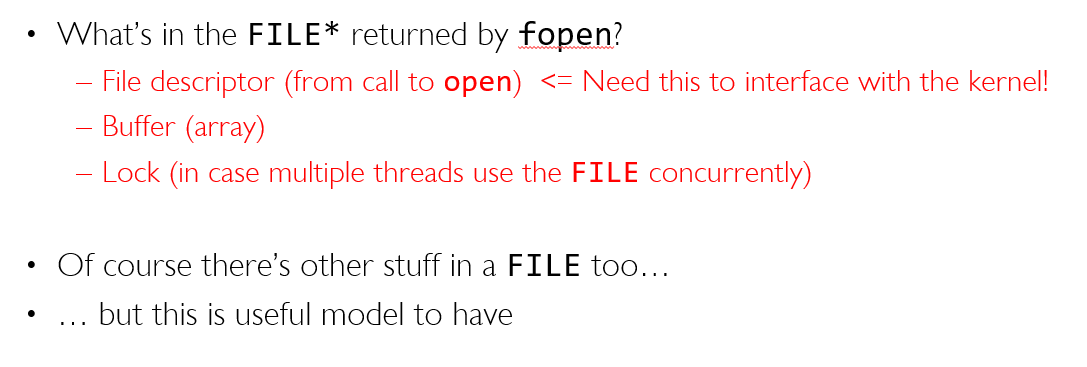 • What’s in the FILE* returned by fopen?
– File descriptor (from call to open) <= Need this to interface with the kernel!
– Buffer (array)
– Lock (in case multiple threads use the FILE concurrently)
• Of course there’s other stuff in a FILE too…
• … but this is useful model to have